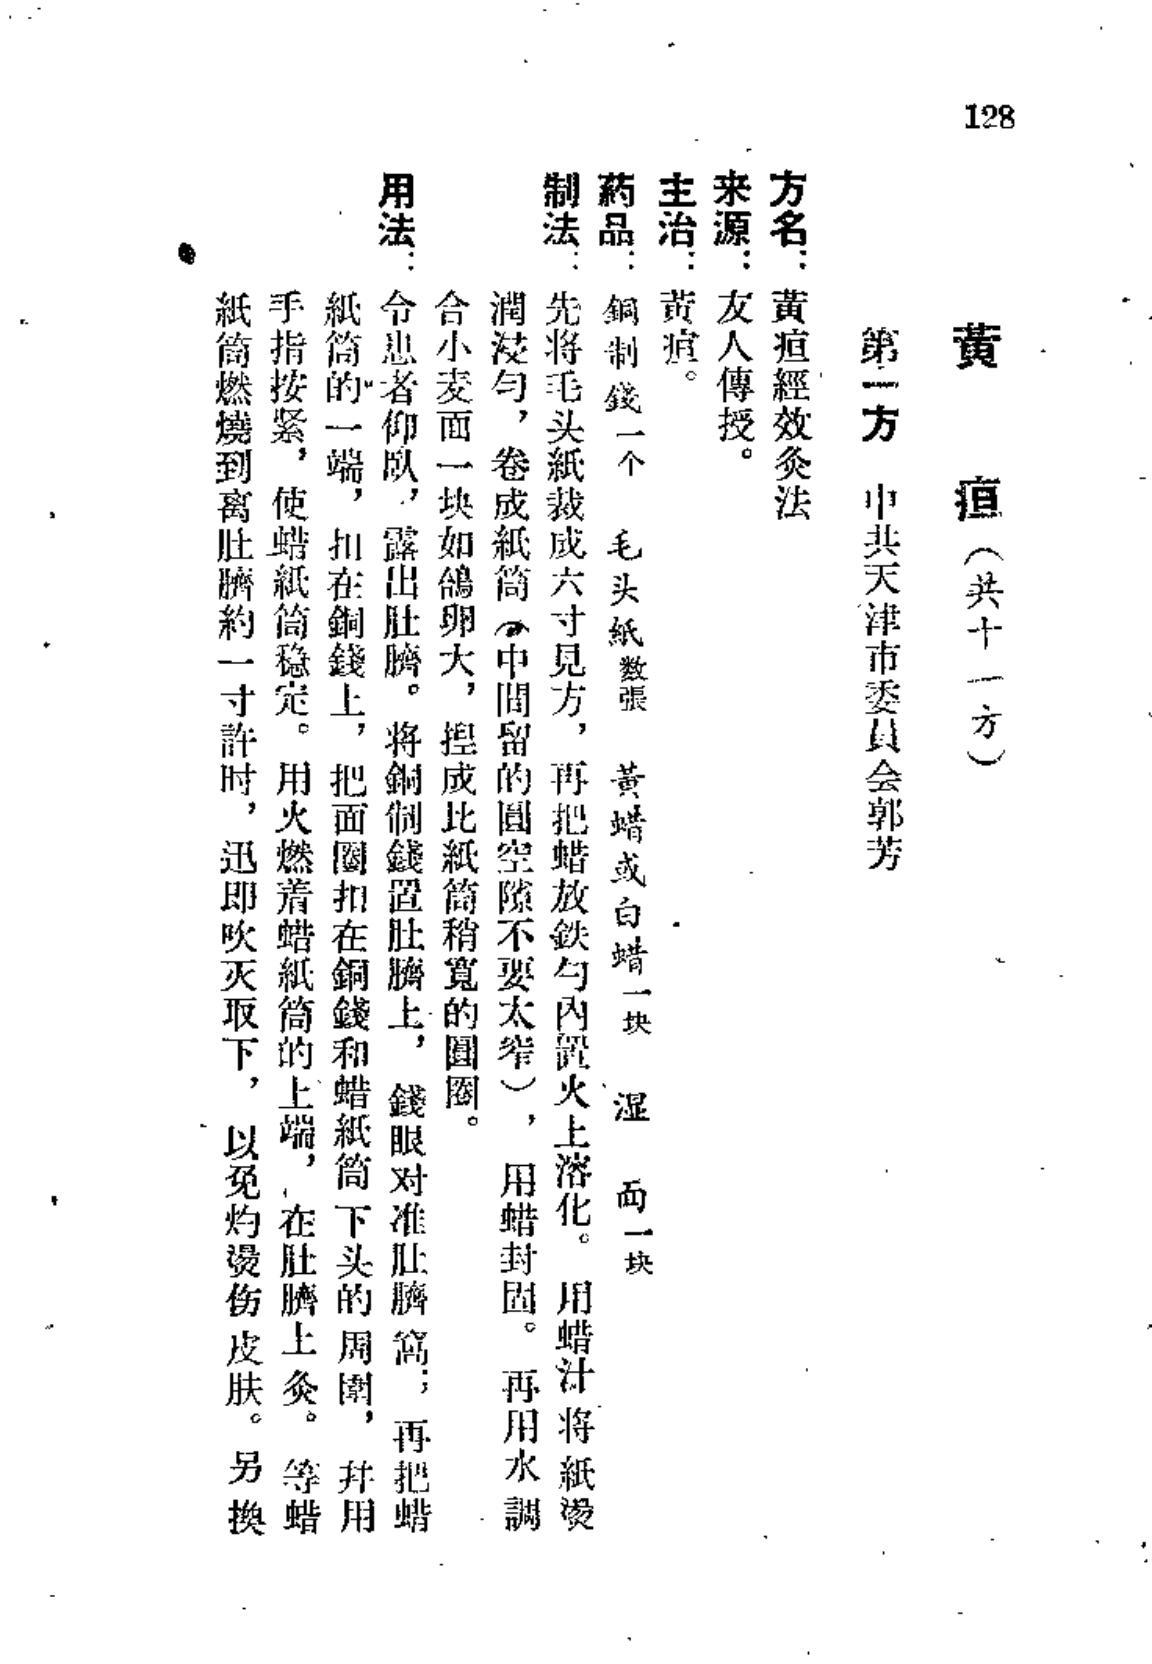 128
黃　疸（共十一方）
第一方　中共天津市委員会郭芳
方名：黃疸經效灸法
来源：友人傳授。
主治：黃疸。
葯品：銅制錢一个　毛头紙数張　黃蜡或白蜡一块　湿面一块
制法：先将毛头紙裁成六寸見方，再把蜡放鉄勺內置火上溶化。用蜡汁将紙燙
潤浸匀，卷成紙筒（中間留的圓空隙不要太窄），用蜡封固。再用水調
合小麦面一块如鴿卵大，揑成比紙筒稍寬的圓圈。
用法：令患者仰臥，露出肚臍。将銅制錢置肚臍上，錢眼对准肚臍窩；再把蜡
紙筒的一端，扣在銅錢上，把面圈扣在銅錢和蜡紙筒下头的周圍，幷用
手指按紧，使蜡紙筒稳定。用火燃着蜡紙筒的上端，在肚臍上灸。等蜡
紙筒燃燒到离肚臍約一寸許时，迅即吹灭取下，以免灼燙伤皮肤。另換